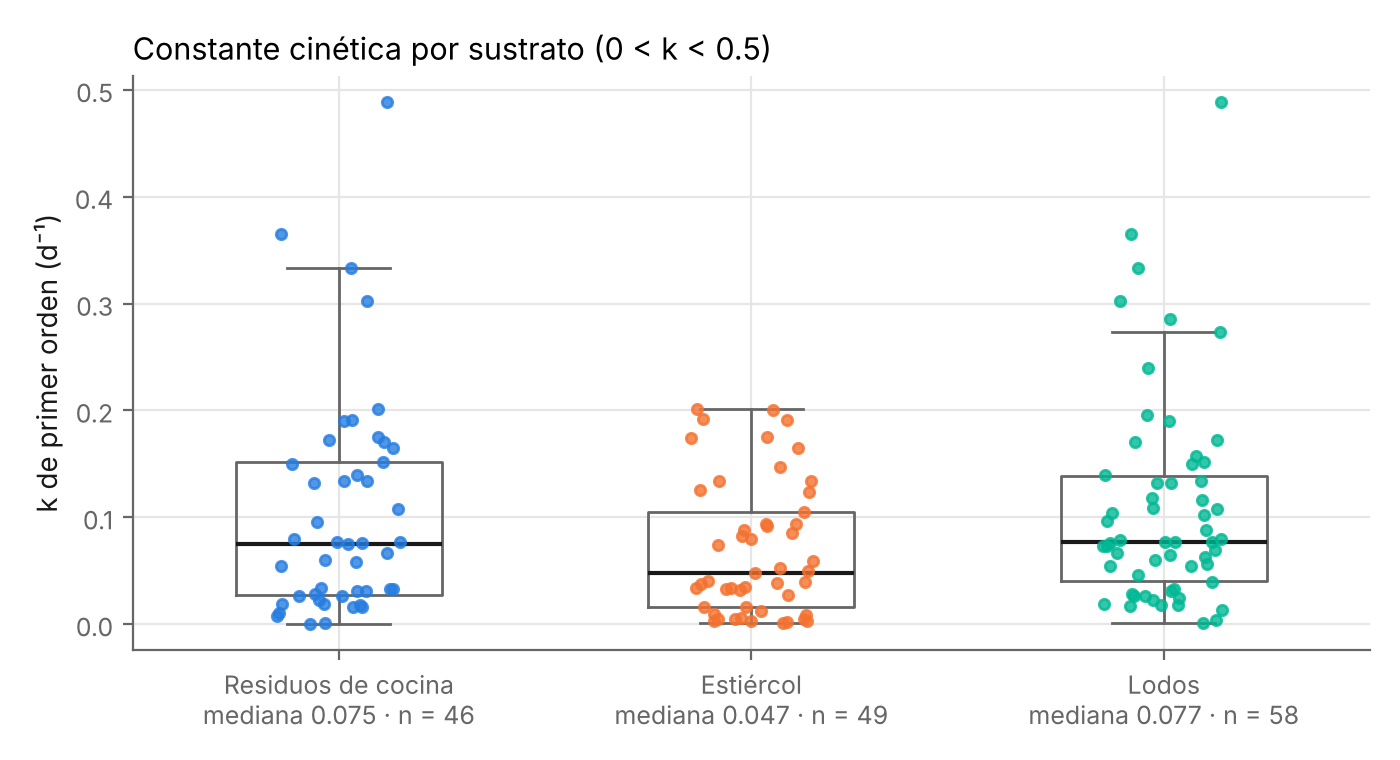 Constante cinética por sustrato (0 < k < 0.5)
k de primer orden (d⁻¹)
0.5
0.4
0.3
0.2
0.1
0.0
Residuos de cocina
mediana 0.075 · n = 46
Estiércol
mediana 0.047 · n = 49
Lodos
mediana 0.077 · n = 58